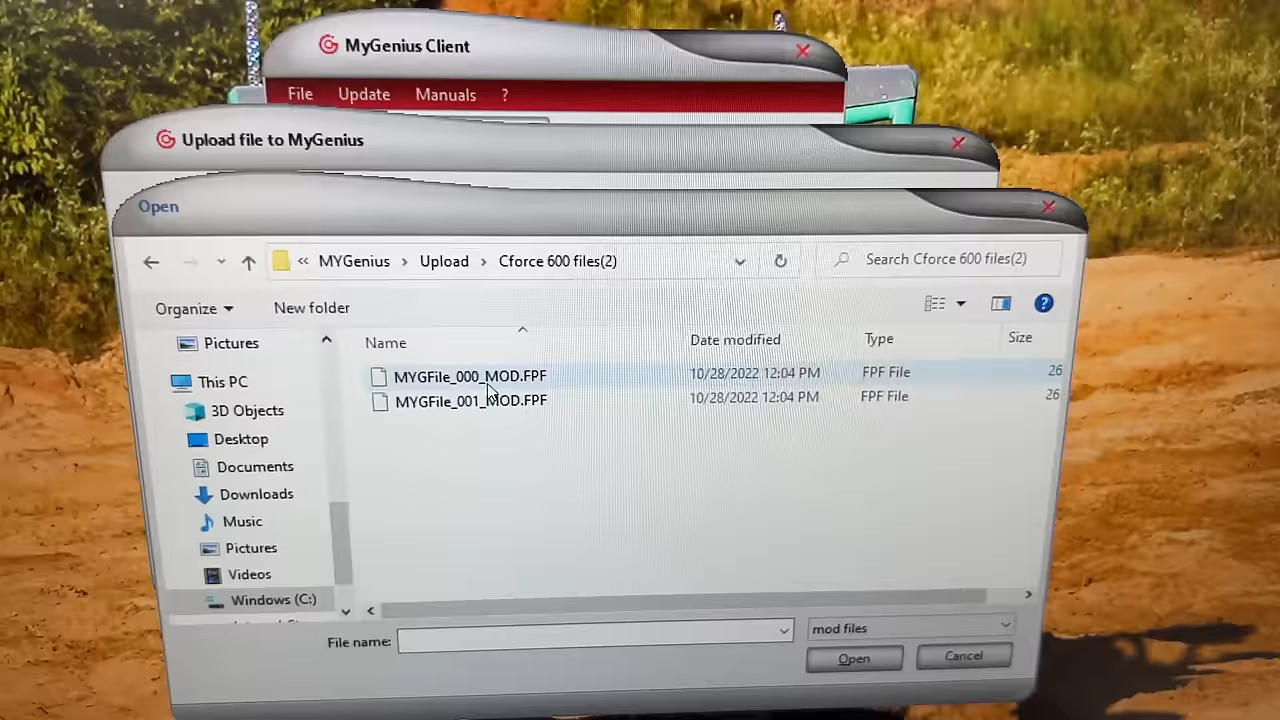 MyGenius Client
File Update Manuals ?
Upload file to MyGenius
Open
« MYGenius > Upload > Cforce 600 files(2)
Search Cforce 600 files(2)
Organize New folder
Name Date modified Type Size
MYGFile_000_MOD.FPF 10/28/2022 12:04 PM FPF File 26
MYGFile_001_MOD.FPF 10/28/2022 12:04 PM FPF File 26
Pictures
This PC
3D Objects
Desktop
Documents
Downloads
Music
Pictures
Videos
Windows (C:)
File name:
mod files
Open Cancel